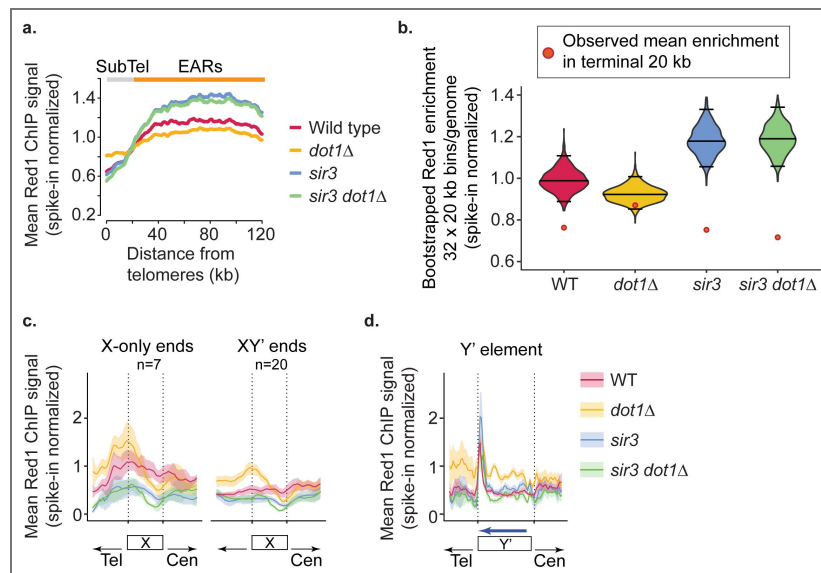 a.
SubTel EARs
Mean Red1 ChIP signal
(spike-in normalized)
1.4
1.0
0.6
0.2
0 40 80 120
Distance from
telomeres (kb)
Wild type
dot1Δ
sir3
sir3 dot1Δ
b.
Observed mean enrichment
in terminal 20 kb
Bootstrapped Red1 enrichment
32 x 20 kb bins/genome
(spike-in normalized)
1.4
1.2
1.0
0.8
0.6
WT dot1Δ sir3 sir3 dot1Δ
c.
X-only ends
n=7
XY' ends
n=20
Mean Red1 ChIP signal
(spike-in normalized)
2
1
0
X
Tel Cen
X
Cen
d.
Y' element
Mean Red1 ChIP signal
(spike-in normalized)
2
1
0
Y'
Tel Cen
WT
dot1Δ
sir3
sir3 dot1Δ